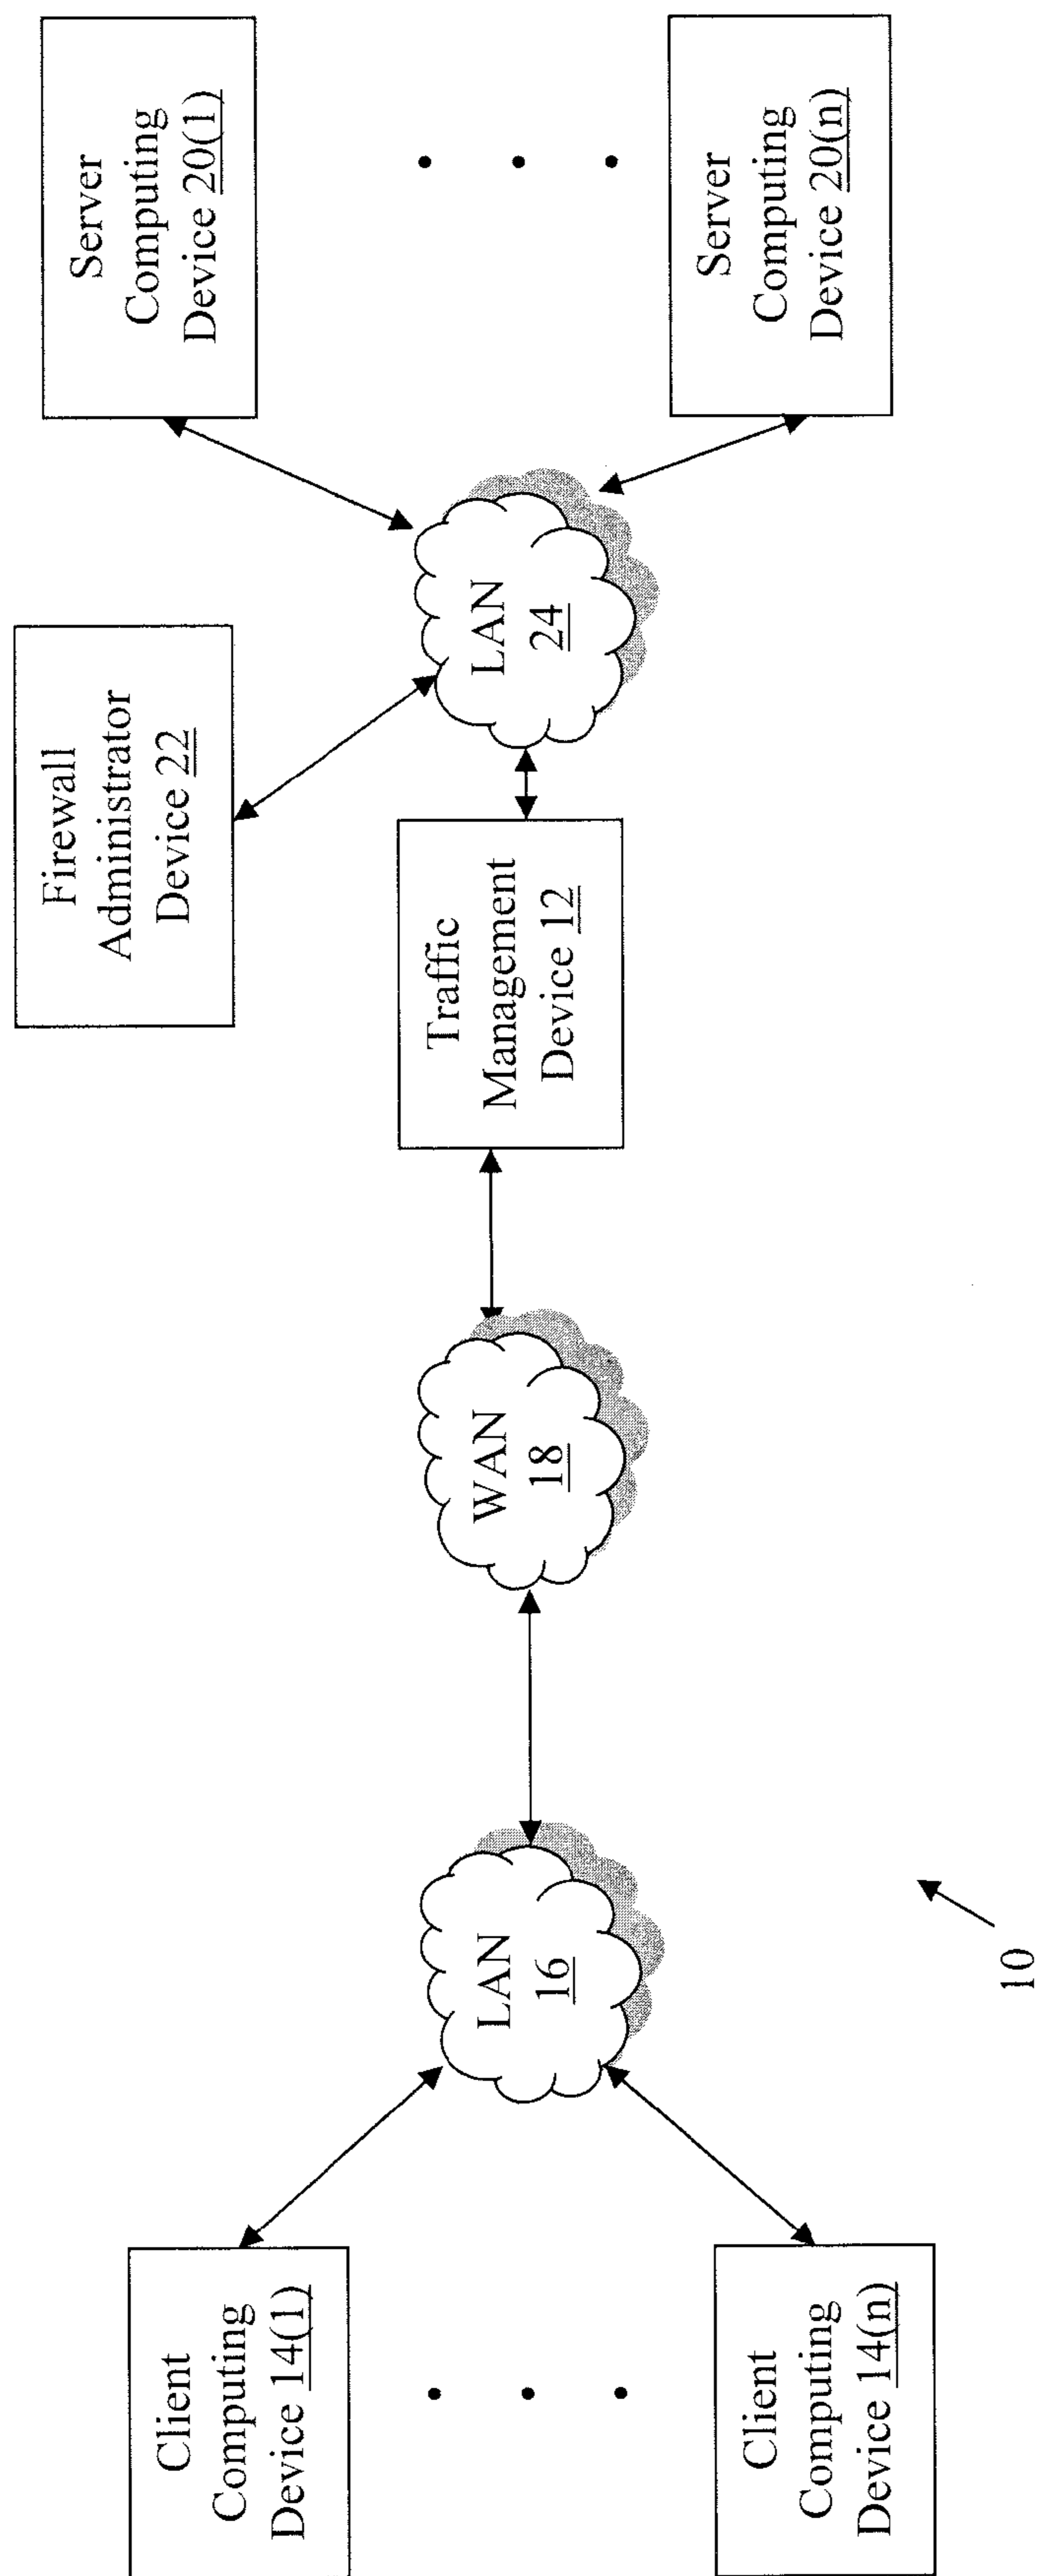 Client
Computing
Device 14(1)
Client
Computing
Device 14(n)
LAN
16
WAN
18
Traffic
Management
Device 12
Firewall
Administrator
Device 22
LAN
24
Server
Computing
Device 20(1)
Server
Computing
Device 20(n)
10